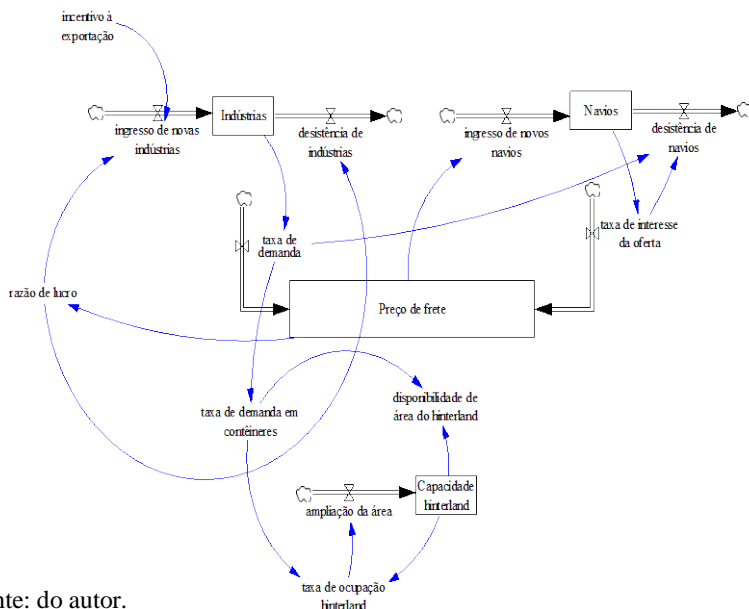 incentivo à
exportação
Indústrias
ingresso de novas
indústrias
desistência de
indústrias
ingresso de novos
navios
Navios
desistência de
navios
taxa de
demanda
taxa de interesse
da oferta
razão de lucro
Preço de frete
taxa de demanda em
contêineres
disponibilidade de
área do hinterland
Capacidade
hinterland
ampliação da área
taxa de ocupação
hinterland
nte: do autor.